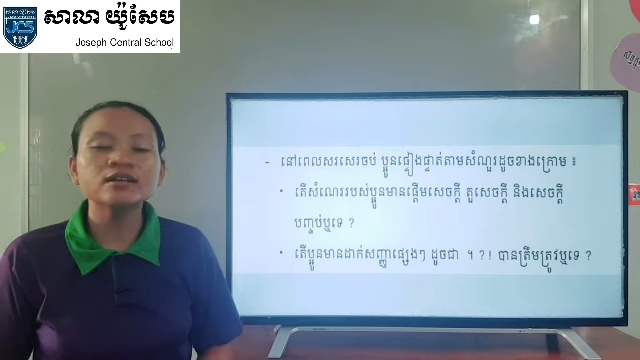 សាលា យ៉ូសែប
Joseph Central School
JCS
- នៅពេលសរសេរចប់ ប្អូនផ្ទៀងផ្ទាត់តាមសំណួរដូចខាងក្រោម ៖
• តើសំណេររបស់ប្អូនមានផ្តើមសេចក្តី តួសេចក្តី និងសេចក្តី
បញ្ចប់ឬទេ ?
• តើប្អូនមានដាក់សញ្ញាផ្សេងៗ ដូចជា ។ ? ! បានត្រឹមត្រូវឬទេ ?